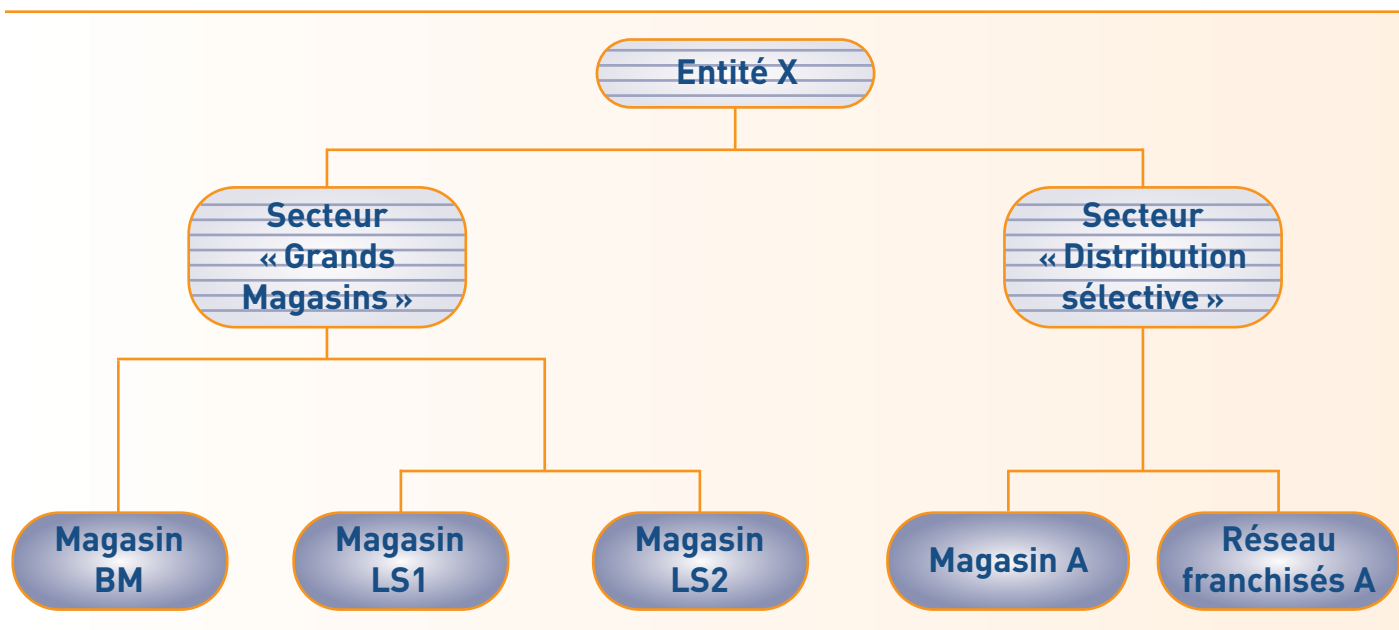 Entité X
Secteur
« Grands
Magasins »
Secteur
« Distribution
sélective »
Magasin
BM
Magasin
LS1
Magasin
LS2
Magasin A
Réseau
franchisés A